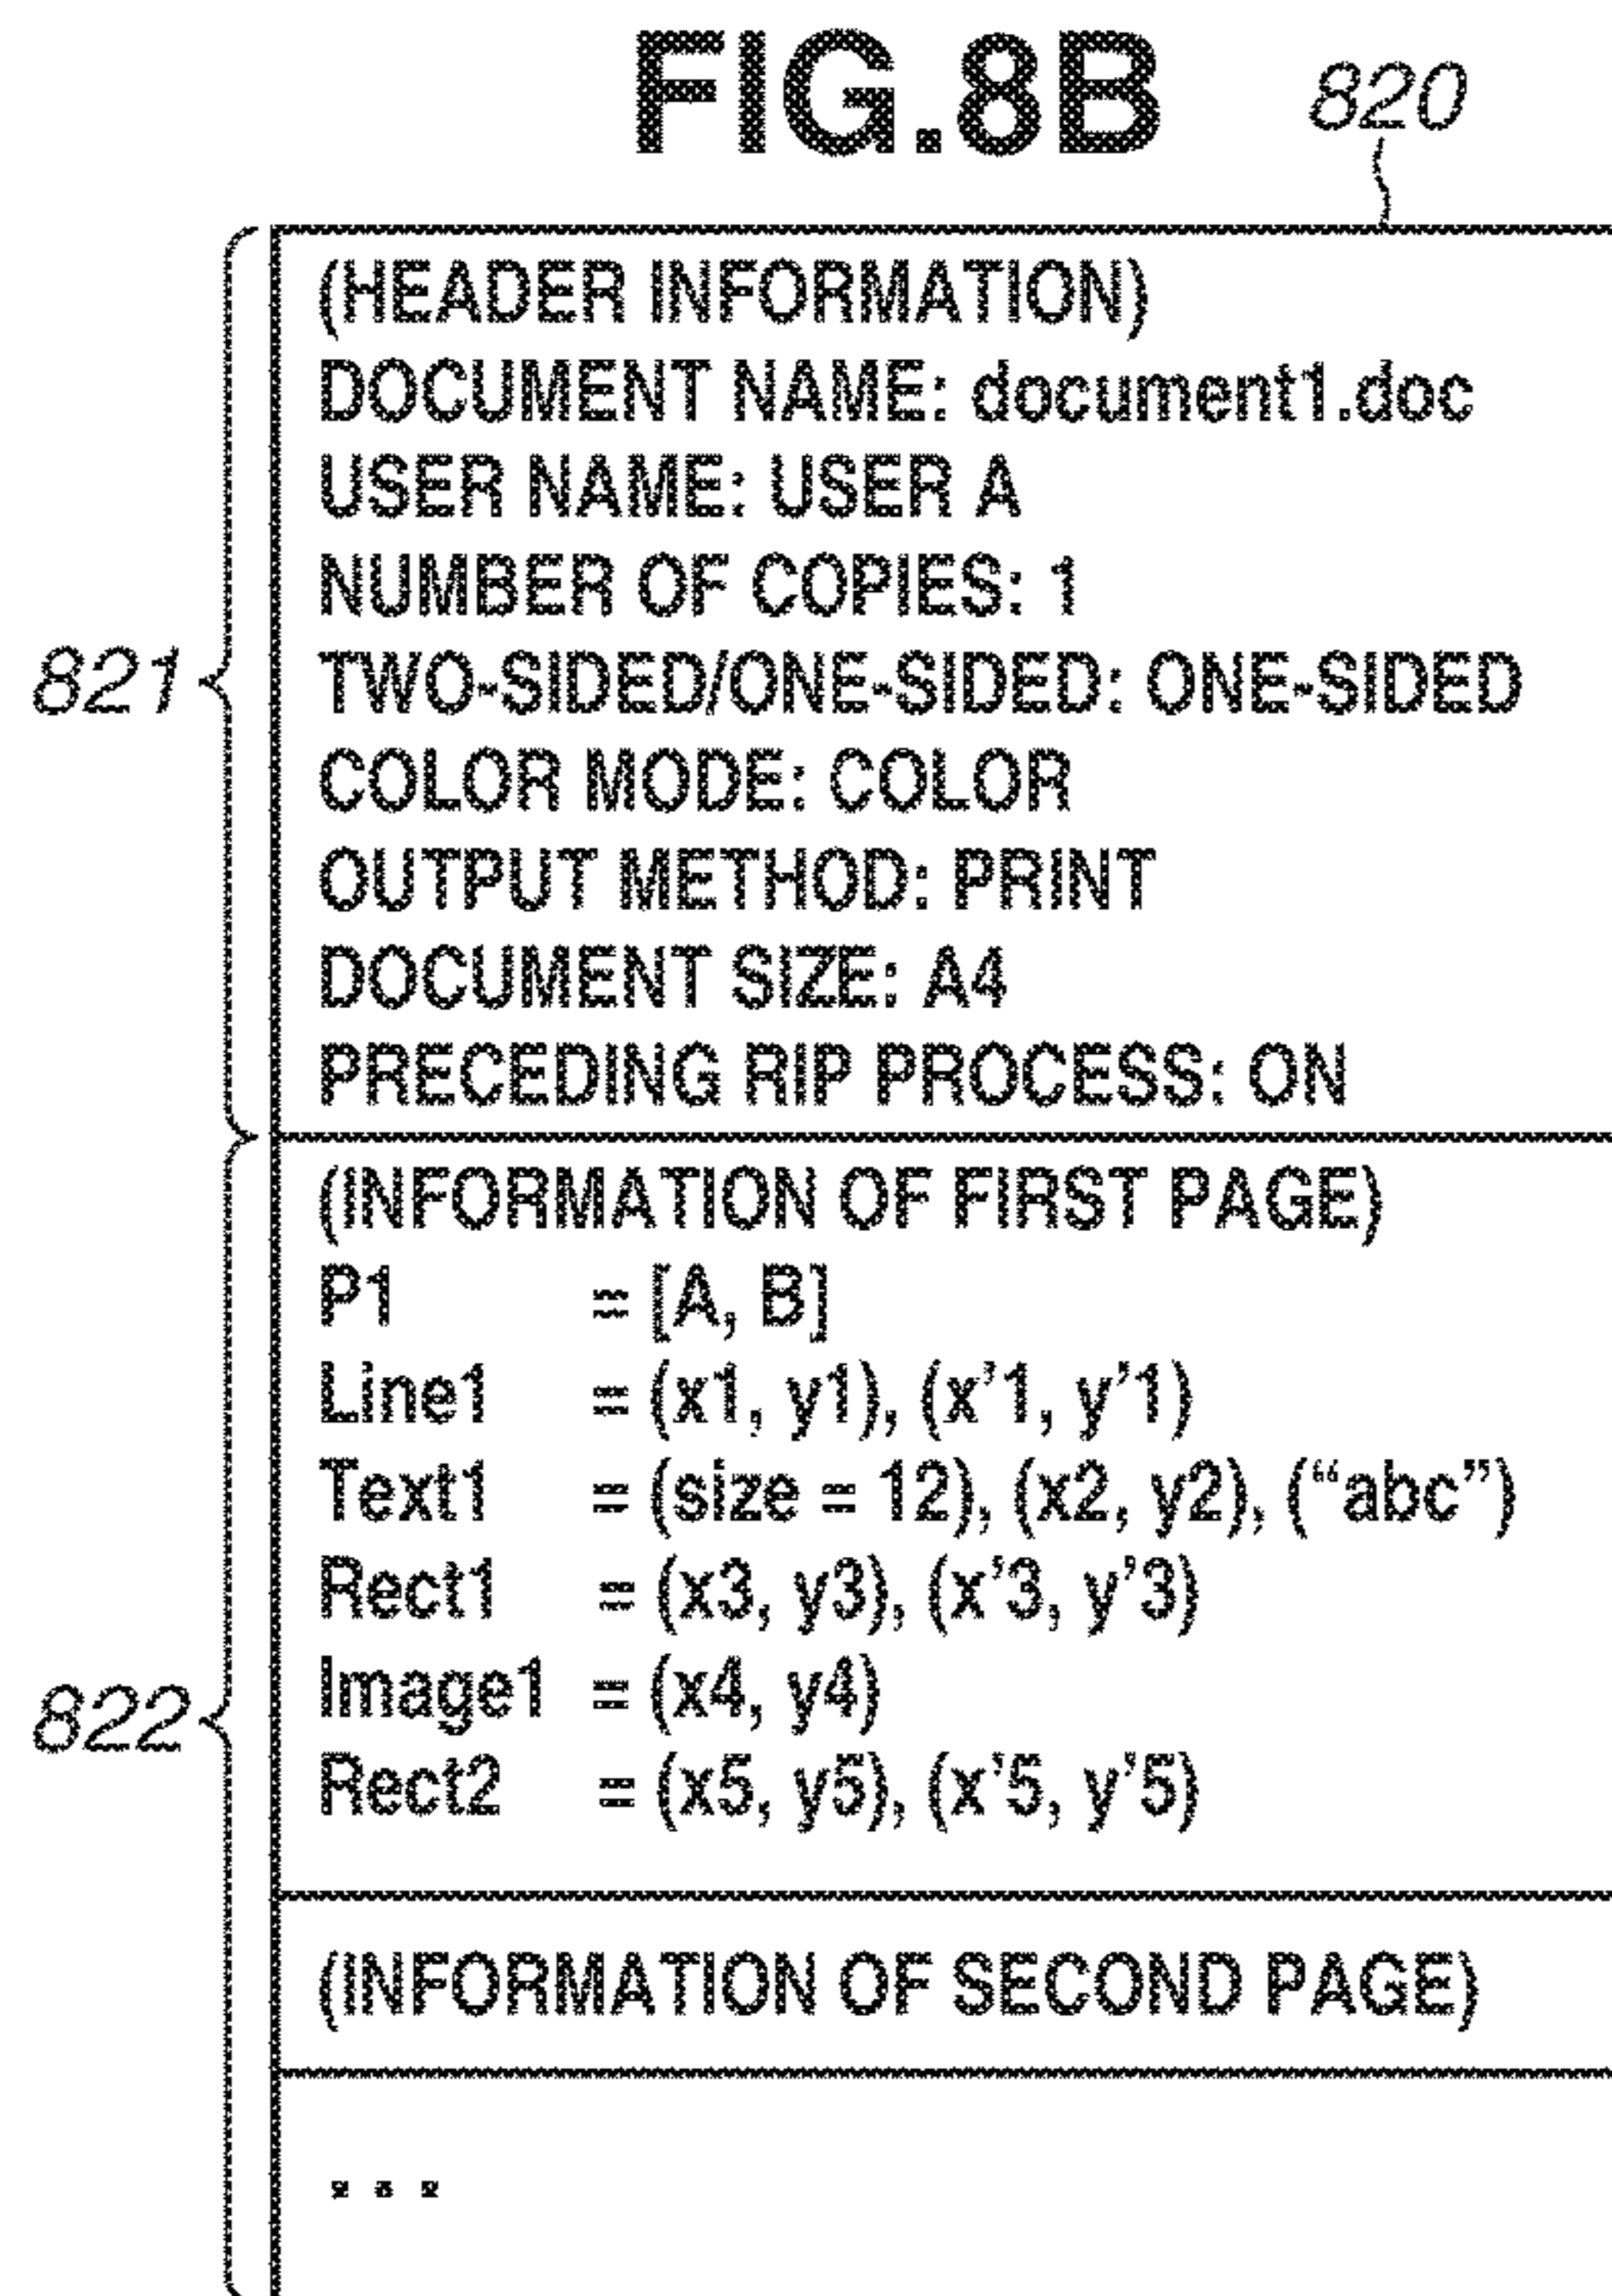 FIG.8B
820
(HEADER INFORMATION)
DOCUMENT NAME: document1.doc
USER NAME: USER A
NUMBER OF COPIES: 1
821
TWO-SIDED/ONE-SIDED: ONE-SIDED
COLOR MODE: COLOR
OUTPUT METHOD: PRINT
DOCUMENT SIZE: A4
PRECEDING RIP PROCESS: ON
(INFORMATION OF FIRST PAGE)
P1 = [A, B]
Line1 = (x1, y1), (x'1, y'1)
Text1 = (size = 12), (x2, y2), (“abc”)
Rect1 = (x3, y3), (x'3, y'3)
822
Image1 = (x4, y4)
Rect2 = (x5, y5), (x'5, y'5)
(INFORMATION OF SECOND PAGE)
...